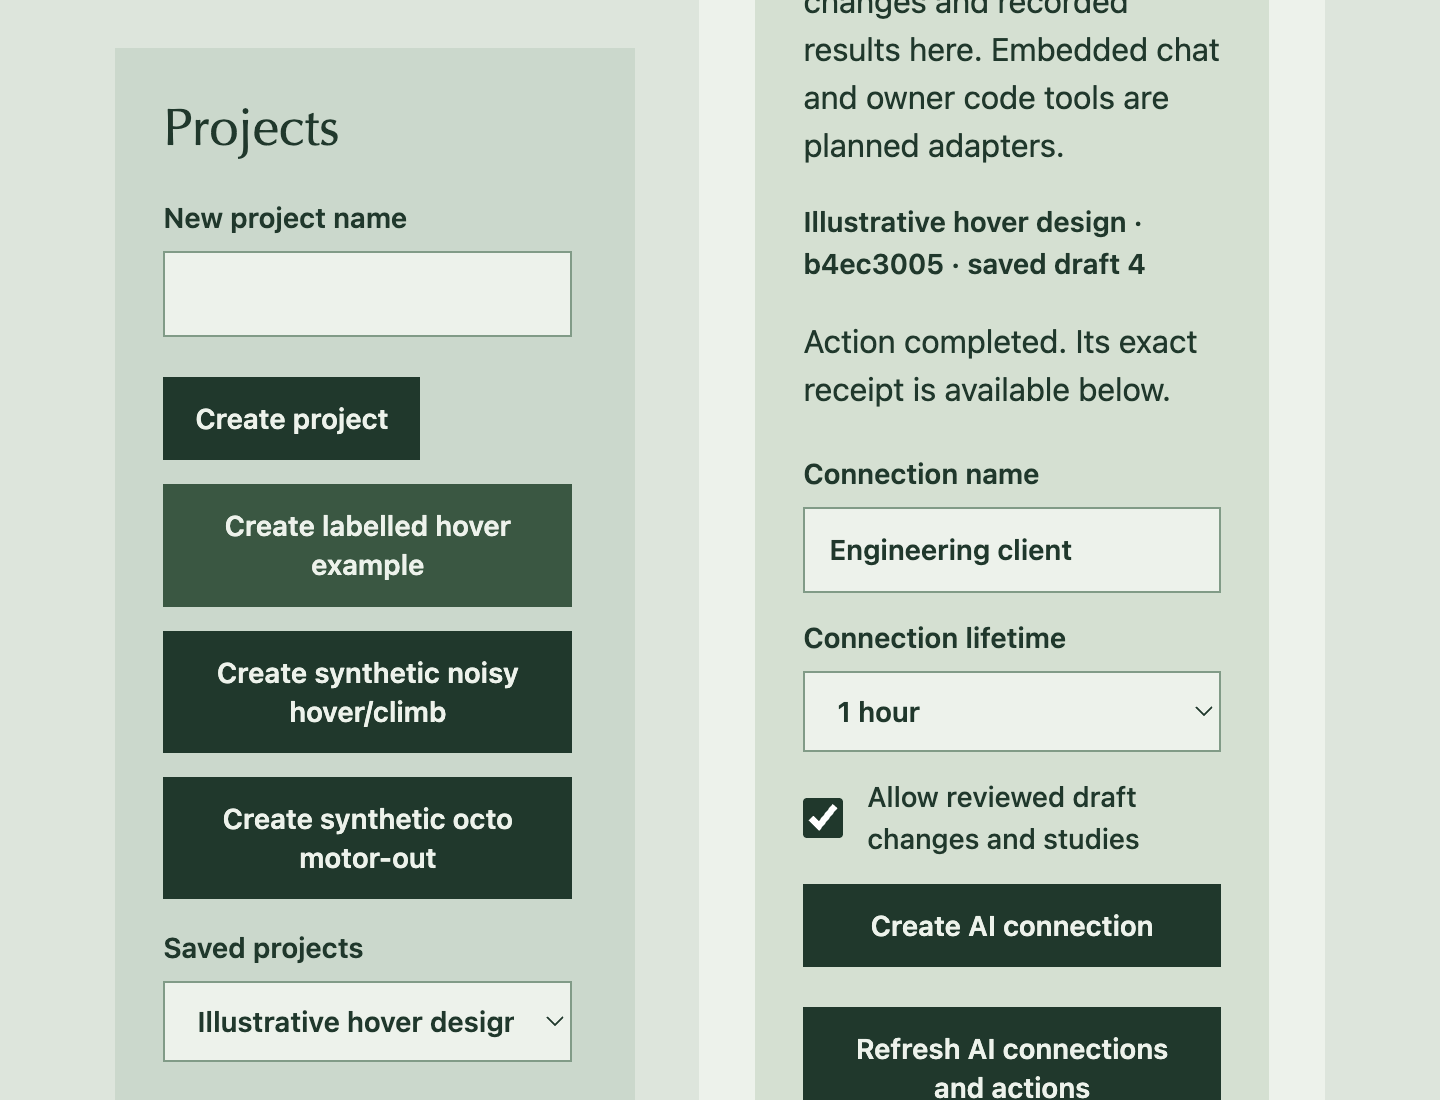 Projects
New project name
Create project
Create labelled hover
example
Create synthetic noisy
hover/climb
Create synthetic octo
motor-out
Saved projects
Illustrative hover desigr
changes and recorded
results here. Embedded chat
and owner code tools are
planned adapters.
Illustrative hover design ·
b4ec3005 · saved draft 4
Action completed. Its exact
receipt is available below.
Connection name
Engineering client
Connection lifetime
1 hour
Allow reviewed draft
changes and studies
Create AI connection
Refresh AI connections
and actions